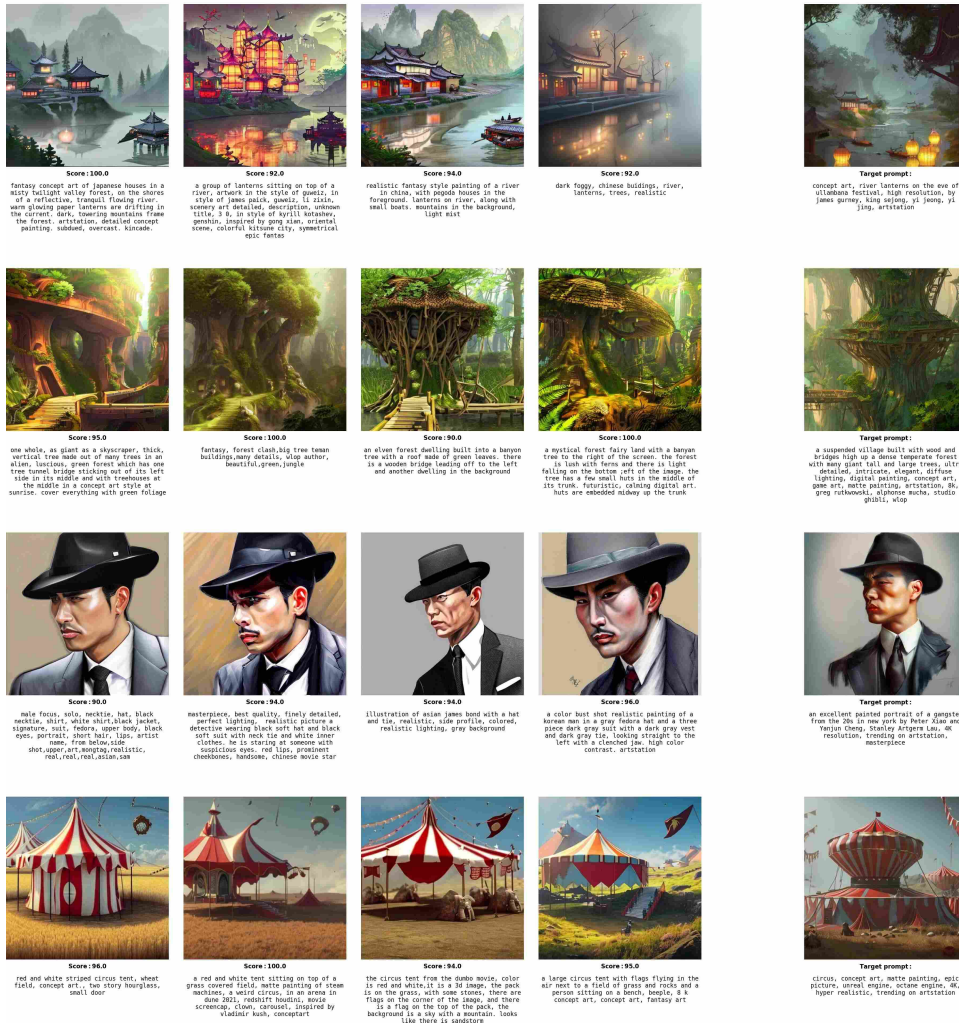 Score:100.0
fantasy concept art of japanese houses in a
misty twilight valley forest, on the shores
of a reflective, tranquil flowing river.
warm glowing paper lanterns are drifting in
the current. dark, towering mountains frame
the forest. artstation, detailed concept
painting. subdued, overcast. kincade.
Score:92.0
a group of lanterns sitting on top of a
river, artwork in the style of guweiz, in
style of james paick, guweiz, li zixin,
scenery art detailed, description, unknown
title, 3 0, in style of kyrill kotashev,
genshin, inspired by gong xian, oriental
scene, colorful kitsune city, symmetrical
epic fantas
Score:94.0
realistic fantasy style painting of a river
in china, with pagoda houses in the
foreground. lanterns on river, along with
small boats. mountains in the background,
light mist
Score:92.0
dark foggy, chinese buidings, river,
lanterns, trees, realistic
Target prompt:
concept art, river lanterns on the eve of
ullambana festival, high resolution, by
james gurney, king sejong, yi jeong, yi
jing, artstation
Score:95.0
one whole, as giant as a skyscraper, thick,
vertical tree made out of many trees in an
alien, luscious, green forest which has one
tree tunnel bridge sticking out of its left
side in its middle and with treehouses at
the middle in a concept art style at
sunrise. cover everything with green foliage
Score:100.0
fantasy, forest clash,big tree teman
buildings,many details, wlop author,
beautiful,green,jungle
Score:90.0
an elven forest dwelling built into a banyon
tree with a roof made of green leaves. there
is a wooden bridge leading off to the left
and another dwelling in the background
Score:100.0
a mystical forest fairy land with a banyan
tree to the right of the screen. the forest
is lush with ferns and there is light
falling on the bottom ;eft of the image. the
tree has a few small huts in the middle of
its trunk. futuristic, calming digital art.
huts are embedded midway up the trunk
Target prompt:
a suspended village built with wood and
bridges high up a dense temperate forest
with many giant tall and large trees, ultr
detailed, intricate, elegant, diffuse
lighting, digital painting, concept art,
game art, matte painting, artstation, 8k,
greg rutkwowski, alphonse mucha, studio
ghibli, wlop
Score:90.0
male focus, solo, necktie, hat, black
necktie, shirt, white shirt,black jacket,
signature, suit, fedora, upper body, black
eyes, portrait, short hair, lips, artist
name, from below,side
shot,upper,art,mongtag,realistic,
real,real,real,asian,sam
Score:94.0
masterpiece, best quality, finely detailed,
perfect lighting, realistic picture a
detective wearing black soft hat and black
soft suit with neck tie and white inner
clothes. he is staring at someone with
suspicious eyes. red lips, prominent
cheekbones, handsome, chinese movie star
Score:94.0
illustration of asian james bond with a hat
and tie, realistic, side profile, colored,
realistic lighting, gray background
Score:96.0
a color bust shot realistic painting of a
korean man in a gray fedora hat and a three
piece dark gray suit with a dark gray vest
and dark gray tie, looking straight to the
left with a clenched jaw. high color
contrast. artstation
Target prompt:
an excellent painted portrait of a gangste
from the 20s in new york by Peter Xiao and
Yanjun Cheng, Stanley Artgerm Lau, 4K
resolution, trending on artstation,
masterpiece
Score:96.0
red and white striped circus tent, wheat
field, concept art., two story hourglass,
small door
Score:100.0
a red and white tent sitting on top of a
grass covered field, matte painting of steam
machines, a weird circus, in an arena in
dune 2021, redshift houdini, movie
screencap, clown, carousel, inspired by
vladimir kush, conceptart
Score:94.0
the circus tent from the dumbo movie, color
is red and white,it is a 3d image, the pack
is on the grass, with some stones, there are
flags on the corner of the image, and there
is a flag on the top of the pack, the
background is a sky with a mountain. looks
like there is sandstorm
Score:95.0
a large circus tent with flags flying in the
air next to a field of grass and rocks and a
person sitting on a bench, beeple, 8 k
concept art, concept art, fantasy art
Target prompt:
circus, concept art, matte painting, epic
picture, unreal engine, octane engine, 4K,
hyper realistic, trending on artstation